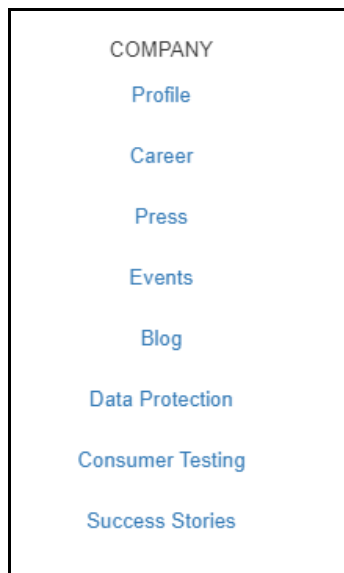 COMPANY
Profile
Career
Press
Events
Blog
Data Protection
Consumer Testing
Success Stories